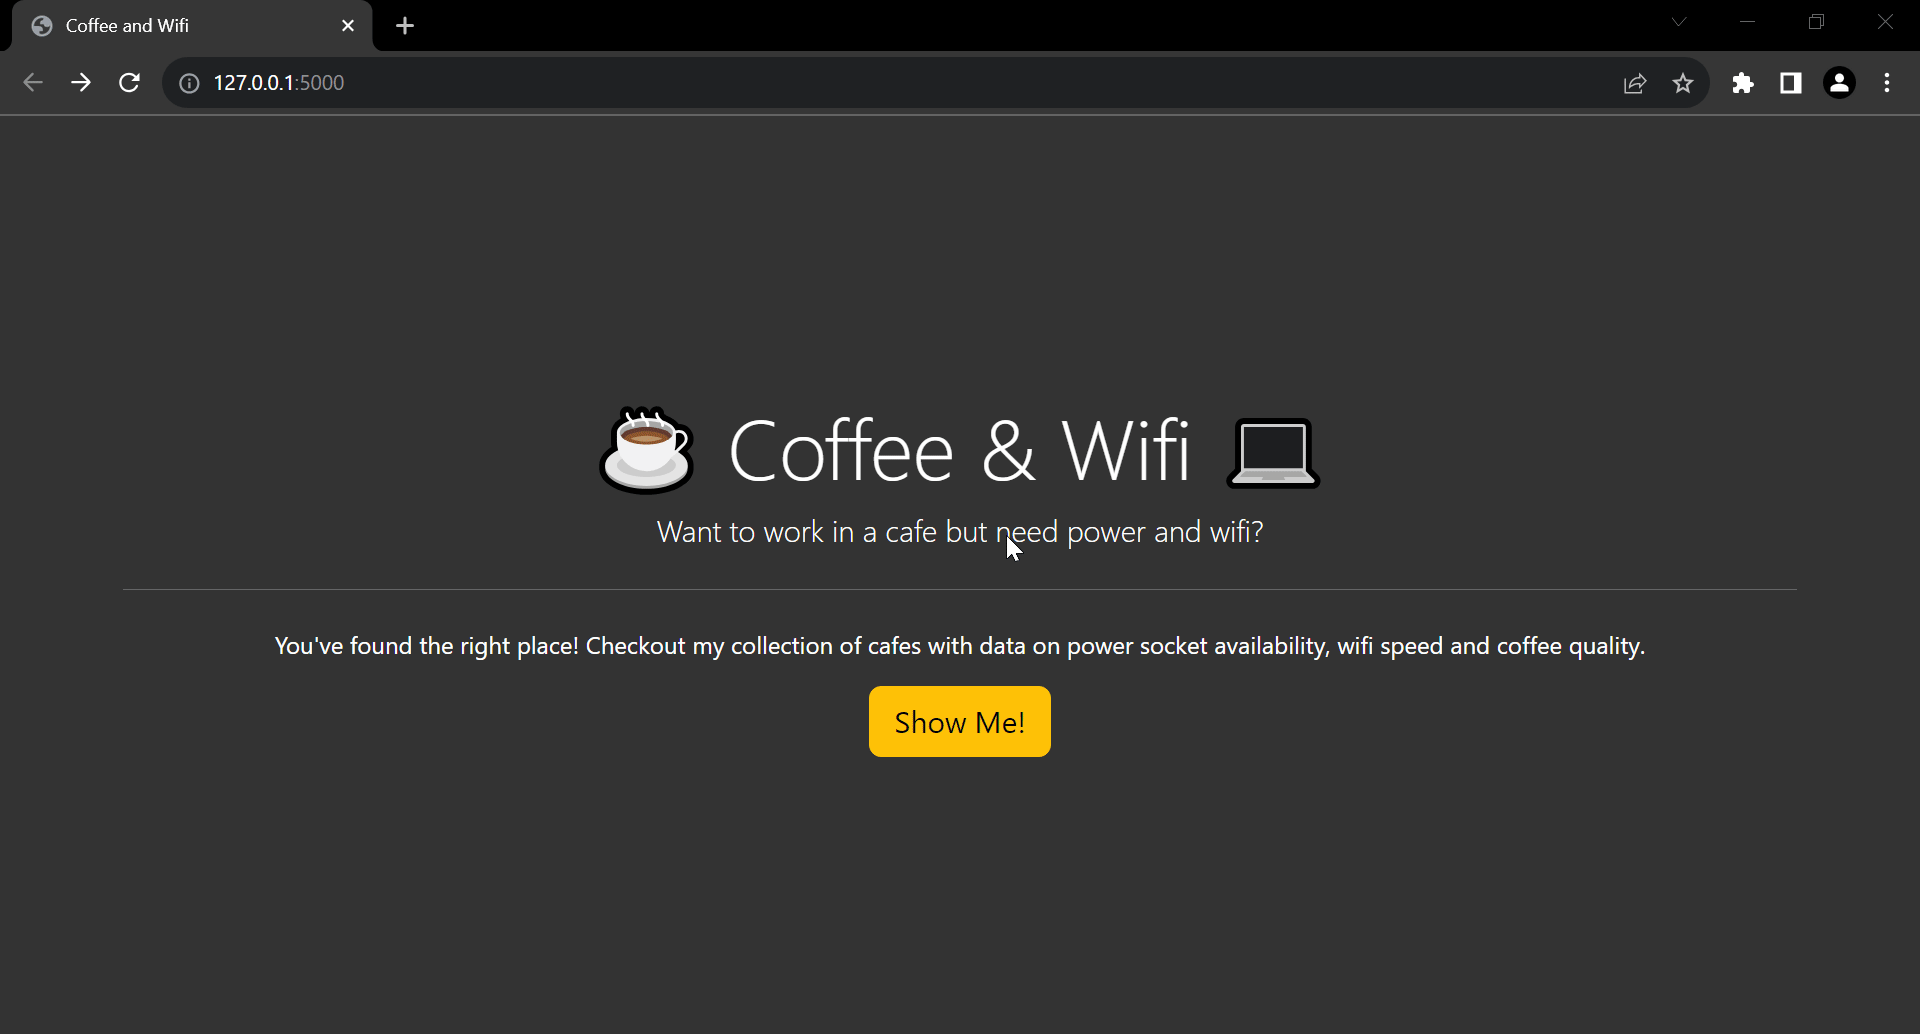 Coffee and Wifi
127.0.0.1:5000
Coffee & Wifi
Want to work in a cafe but need power and wifi?
You've found the right place! Checkout my collection of cafes with data on power socket availability, wifi speed and coffee quality.
Show Me!